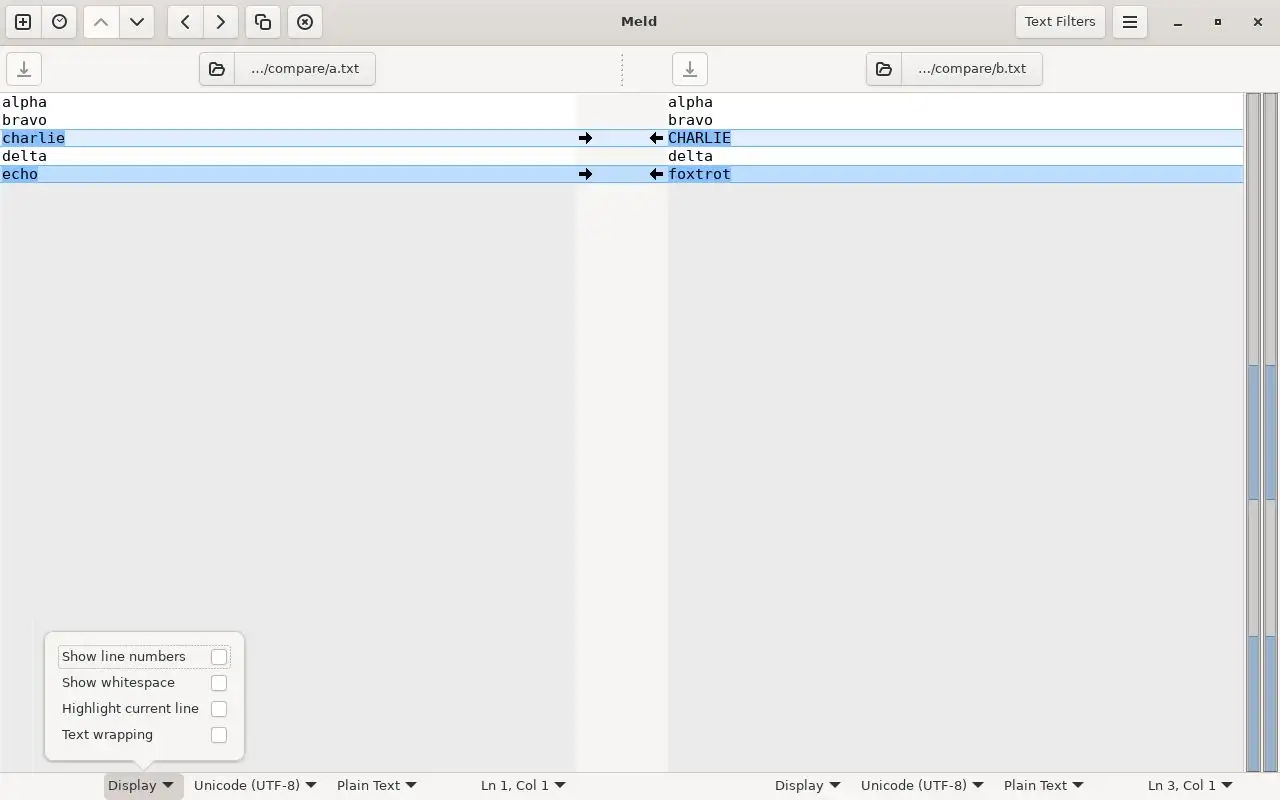 Meld
Text Filters
.../compare/a.txt
.../compare/b.txt
alpha
bravo
charlie
delta
echo
alpha
bravo
CHARLIE
delta
foxtrot
Show line numbers
Show whitespace
Highlight current line
Text wrapping
Display Unicode (UTF-8) Plain Text Ln 1, Col 1
Display Unicode (UTF-8) Plain Text Ln 3, Col 1